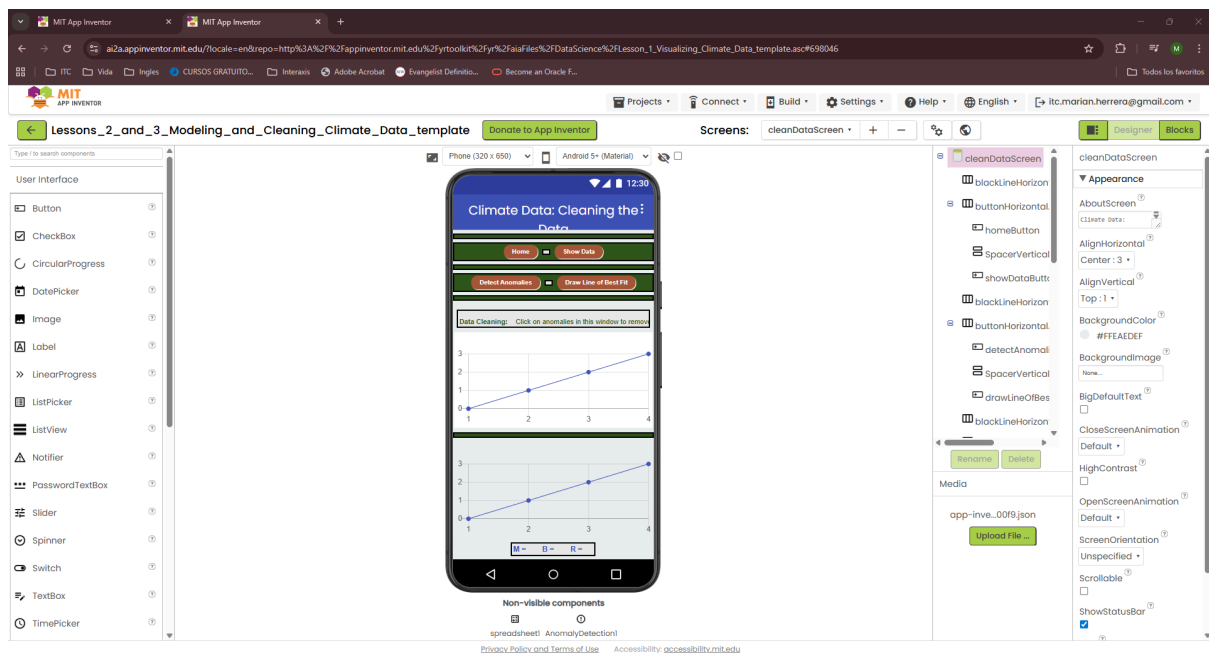 MIT App Inventor
MIT App Inventor
ai2a.appinventor.mit.edu/?locale=en&repo=http%3A%2F%2Fappinventor.mit.edu%2Fyrtoolkit%2Fyr%2FaiaFiles%2FDataScience%2FLesson_1_Visualizing_Climate_Data_template.asc#698046
M
ITC
Vida
Ingles
CURSOS GRATUITO...
Interaxis
Adobe Acrobat
Evangelist Definitio...
Become an Oracle F...
Todos los favoritos
MIT
APP INVENTOR
Projects
Connect
Build
Settings
Help
English
itc.marian.herrera@gmail.com
Lessons_2_and_3_Modeling_and_Cleaning_Climate_Data_template
Donate to App Inventor
Screens:
cleanDataScreen
Designer
Blocks
Type / to search components
User Interface
Button
CheckBox
CircularProgress
DatePicker
Image
Label
LinearProgress
ListPicker
ListView
Notifier
PasswordTextBox
Slider
Spinner
Switch
TextBox
TimePicker
Phone (320 x 650)
Android 5+ (Material)
12:30
Climate Data: Cleaning the
Data
Home
Show Data
Detect Anomalies
Draw Line of Best Fit
Data Cleaning: Click on anomalies in this window to remov
3
2
1
0
1 2 3 4
3
2
1
0
1 2 3 4
M = B = R =
Non-visible components
spreadsheet1 AnomalyDetection1
cleanDataScreen
blackLineHorizon
buttonHorizontal.
homeButton
SpacerVertical
showDataButto
blackLineHorizon
buttonHorizontal.
detectAnomali
SpacerVertical
drawLineOfBes
blackLineHorizon
Rename
Delete
Media
app-inve...00f9.json
Upload File ...
cleanDataScreen
Appearance
AboutScreen
Climate Data:
AlignHorizontal
Center : 3
AlignVertical
Top : 1
BackgroundColor
#FFEAEDEF
BackgroundImage
None...
BigDefaultText
CloseScreenAnimation
Default
HighContrast
OpenScreenAnimation
Default
ScreenOrientation
Unspecified
Scrollable
ShowStatusBar
Privacy Policy and Terms of Use
Accessibility: accessibility.mit.edu